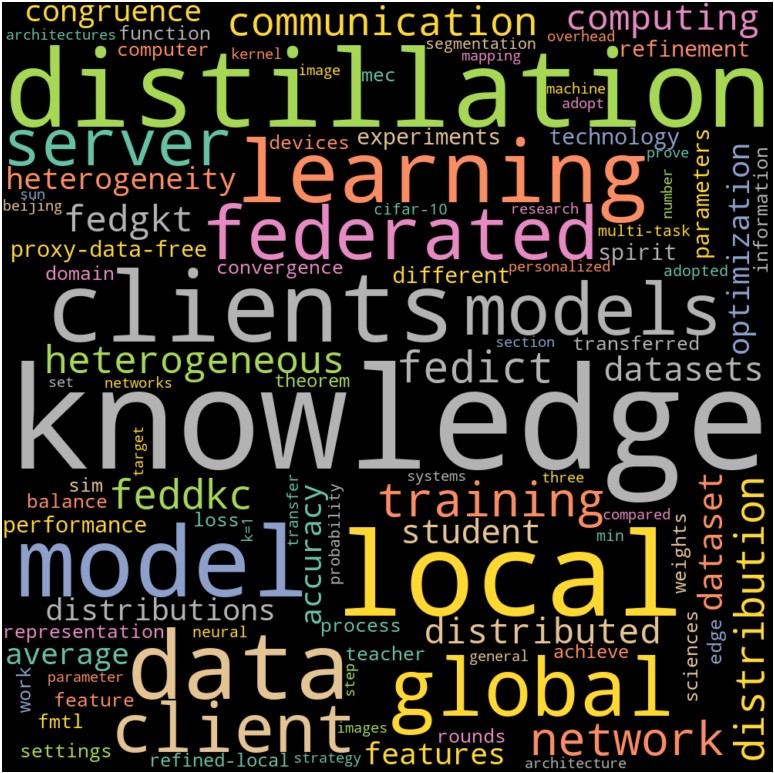 congruence
communication
computing
architectures
function
segmentation
overhead
computer
kernel
mapping
refinement
image
mec
distillation
machine
adopt
server
devices
experiments
technology
prove
parameters
learning
heterogeneity
number
optimization
information
sun
beijing
fedgkt
cifar-10
research
federated
multi-task
spirit
proxy-data-free
convergence
domain
different
personalized
adopted
clients
models
section
transferred
heterogeneous
fedict
datasets
theorem
set
networks
knowledge
target
systems
three
sim
feddkc
balance
transfer
accuracy
probability
training
compared
dataset
distribution
performance
loss
k=1
student
min
weights
model
local
distributions
process
distributed
representation
neural
average
data
teacher
general
achieve
edge
sciences
step
work
parameter
feature
global
client
fmtl
images
rounds
network
settings
refined-local
strategy
features
architecture